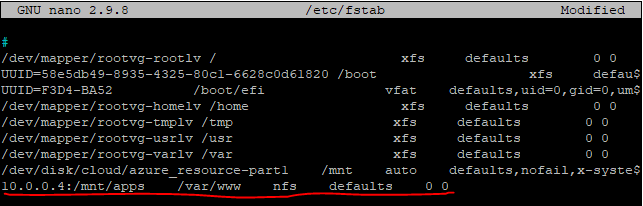 GNU nano 2.9.8 /etc/fstab Modified
#
/dev/mapper/rootvg-rootlv / xfs defaults 0 0
UUID=58e5db49-8935-4325-80c1-6628c0d61820 /boot xfs defau$
UUID=F3D4-BA52 /boot/efi vfat defaults,uid=0,gid=0,um$
/dev/mapper/rootvg-homelv /home xfs defaults 0 0
/dev/mapper/rootvg-tmplv /tmp xfs defaults 0 0
/dev/mapper/rootvg-usrlv /usr xfs defaults 0 0
/dev/mapper/rootvg-varlv /var xfs defaults 0 0
/dev/disk/cloud/azure_resource-part1 /mnt auto defaults,nofail,x-syste$
10.0.0.4:/mnt/apps /var/www nfs defaults 0 0